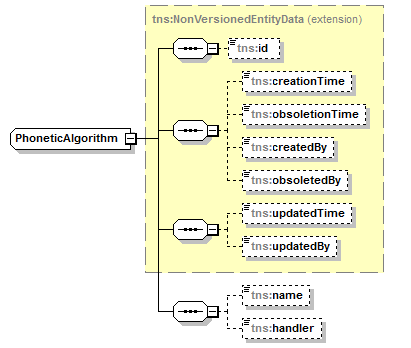 tns:NonVersionedEntityData (extension)
tns:id
tns:creationTime
tns:obsoletionTime
PhoneticAlgorithm
tns:createdBy
tns:obsoletedBy
tns:updatedTime
tns:updatedBy
tns:name
tns:handler